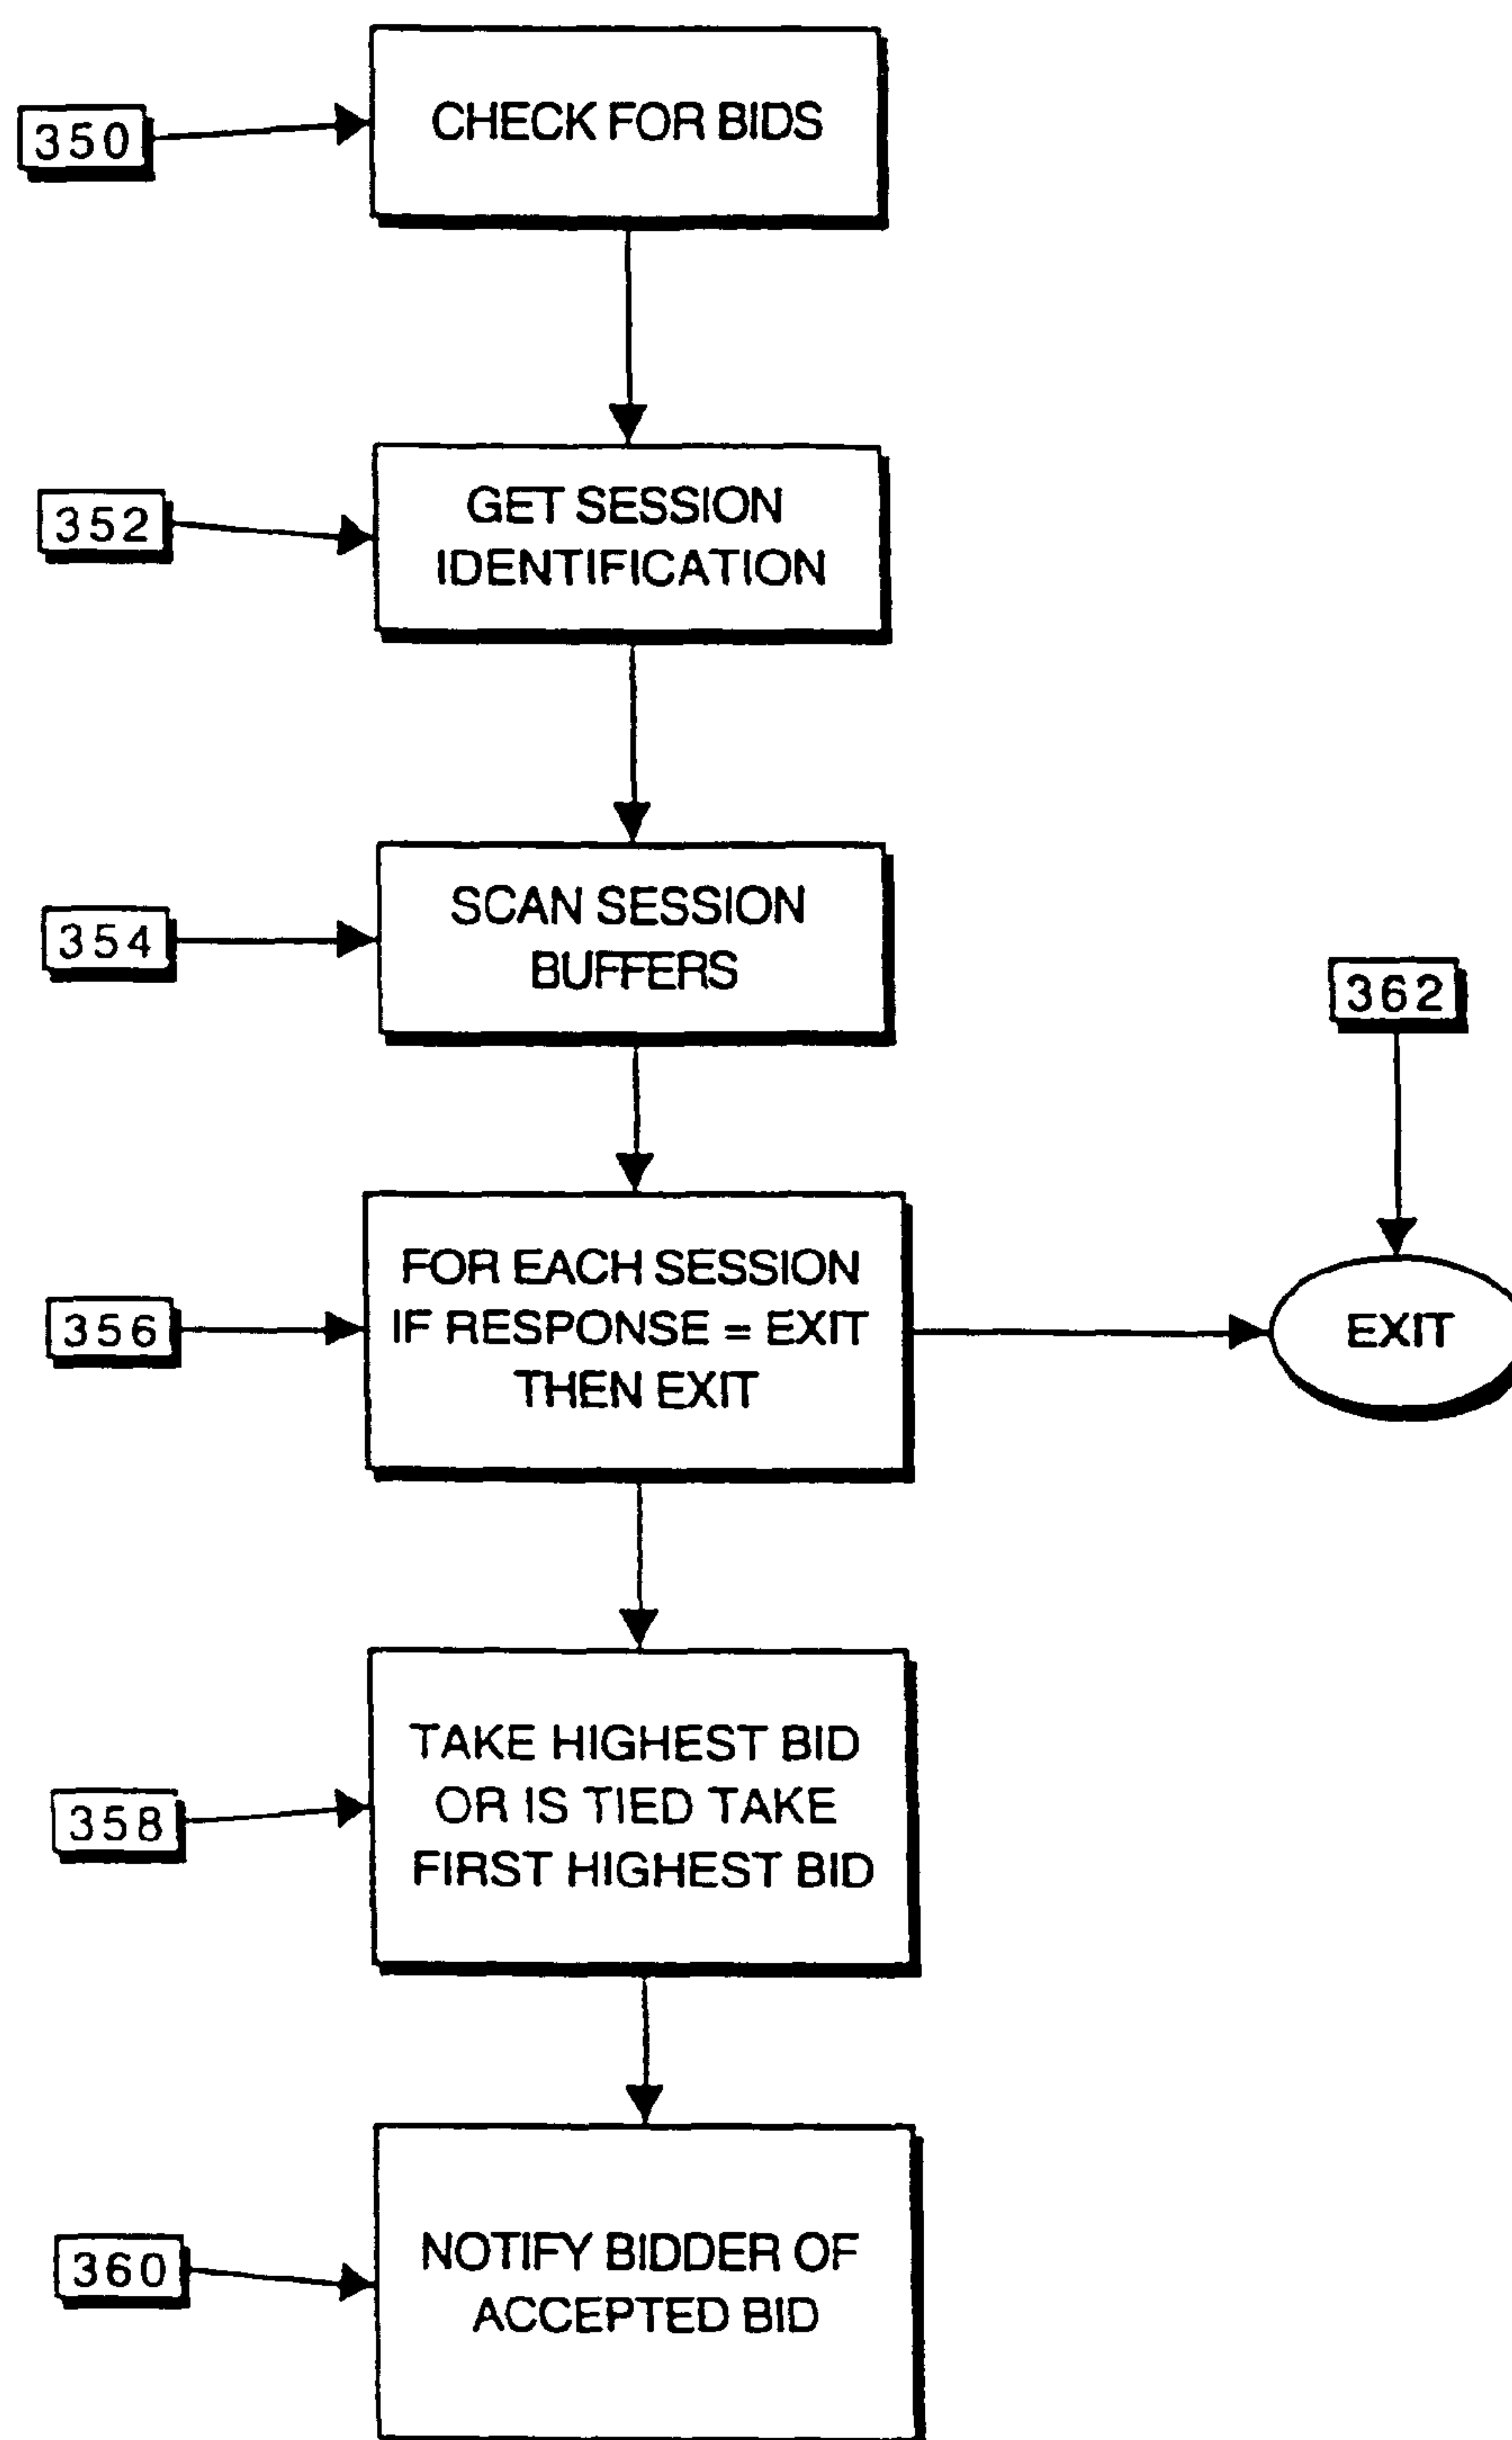 350
CHECK FOR BIDS
352
GET SESSION
IDENTIFICATION
354
SCAN SESSION
BUFFERS
362
356
FOR EACH SESSION
IF RESPONSE = EXIT
THEN EXIT
EXIT
358
TAKE HIGHEST BID
OR IS TIED TAKE
FIRST HIGHEST BID
360
NOTIFY BIDDER OF
ACCEPTED BID